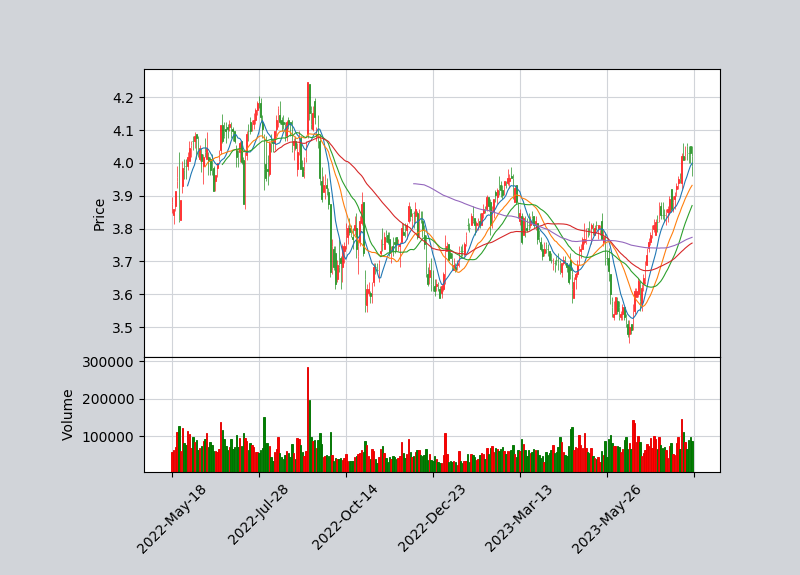 4.2
4.1
4.0
3.9
3.8
3.7
3.6
3.5
Price
300000
200000
100000
Volume
2022-May-18
2022-Jul-28
2022-Oct-14
2022-Dec-23
2023-Mar-13
2023-May-26